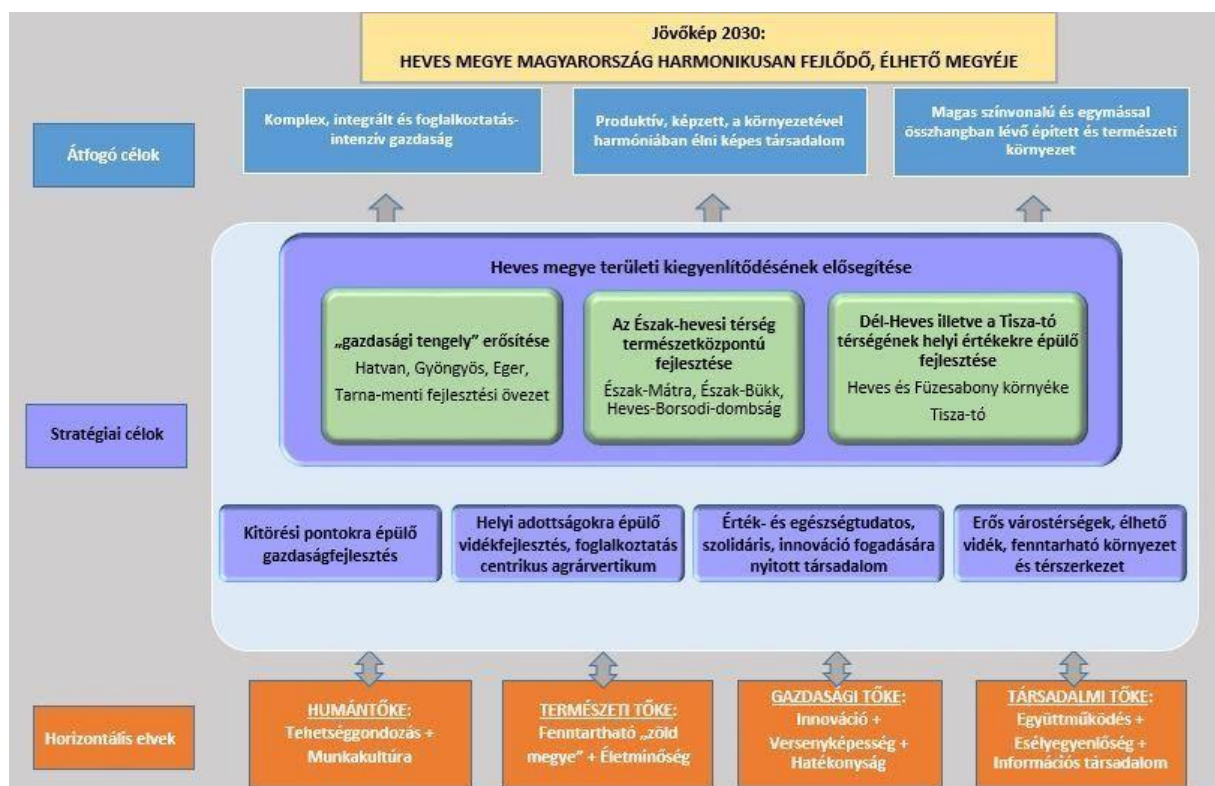 Jövőkép 2030:
HEVES MEGYE MAGYARORSZÁG HARMONIKUSAN FEJLŐDŐ, ÉLHETŐ MEGYÉJE
Átfogó célok
Komplex, integrált és foglalkoztatás-
intenzív gazdaság
Produktív, képzett, a környezetével
harmóniában élni képes társadalom
Magas színvonalú és egymással
összhangban lévő épített és természeti
környezet
Stratégiai célok
Heves megye területi kiegyenlítődésének elősegítése
„gazdasági tengely” erősítése
Hatvan, Gyöngyös, Eger,
Tarna-menti fejlesztési övezet
Az Észak-hevesi térség
természetközpontú
fejlesztése
Észak-Mátra, Észak-Bükk,
Heves-Borsodi-dombság
Dél-Heves illetve a Tisza-tó
térségének helyi értékekre épülő
fejlesztése
Heves és Füzesabony környéke
Tisza-tó
Kitörési pontokra épülő
gazdaságfejlesztés
Helyi adottságokra épülő
vidékfejlesztés, foglalkoztatás
centrikus agrárvertikum
Érték- és egészségtudatos,
szolidáris, innováció fogadására
nyitott társadalom
Erős várostérségek, élhető
vidék, fenntarható környezet
és térszerkezet
Horizontális elvek
HUMÁNTŐKE:
Tehetséggondozás +
Munkakultúra
TERMÉSZETI TŐKE:
Fenntartható „zöld
megye” + Életminőség
GAZDASÁGI TŐKE:
Innováció +
Versenyképesség +
Hatékonyság
TÁRSADALMI TŐKE:
Együttműködés +
Esélyegyenlőség +
Információs társadalom